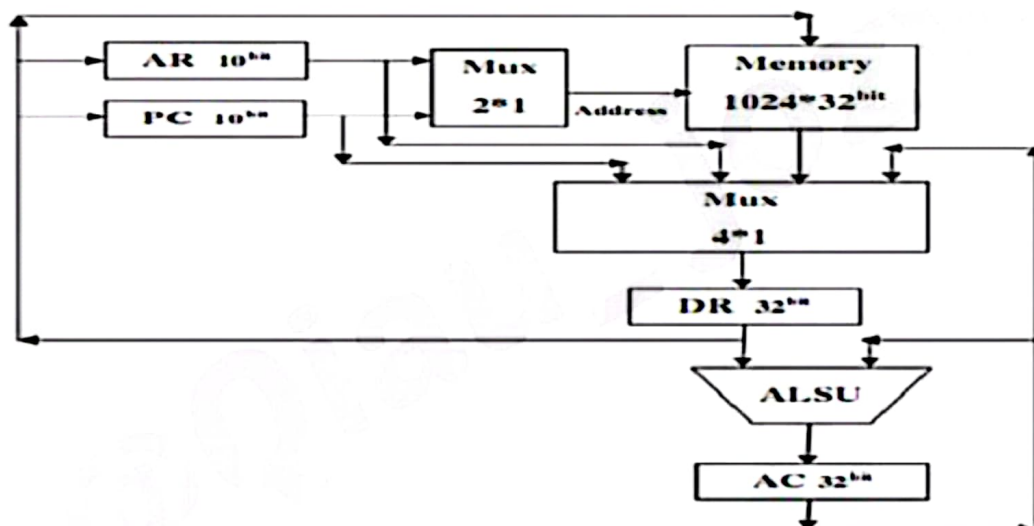 AR 10bit
PC 10bit
Mux
2*1
Address
Memory
1024*32bit
Mux
4*1
DR 32bit
ALSU
AC 32bit